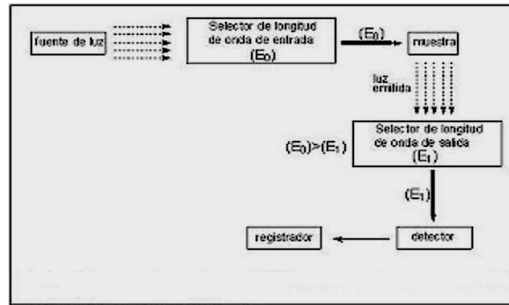 fuente de luz
Selector de longitud
de onda de entrada
(E₀)
(E₀)
muestra
luz
emitida
(E₀)>(E₁)
Selector de longitud
de onda de salida
(E₁)
(E₁)
registrador
detector